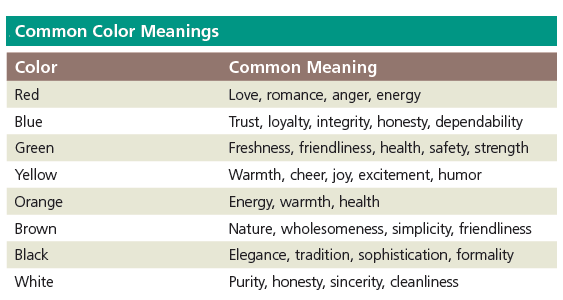 Common Color Meanings
Color Common Meaning
Red Love, romance, anger, energy
Blue Trust, loyalty, integrity, honesty, dependability
Green Freshness, friendliness, health, safety, strength
Yellow Warmth, cheer, joy, excitement, humor
Orange Energy, warmth, health
Brown Nature, wholesomeness, simplicity, friendliness
Black Elegance, tradition, sophistication, formality
White Purity, honesty, sincerity, cleanliness